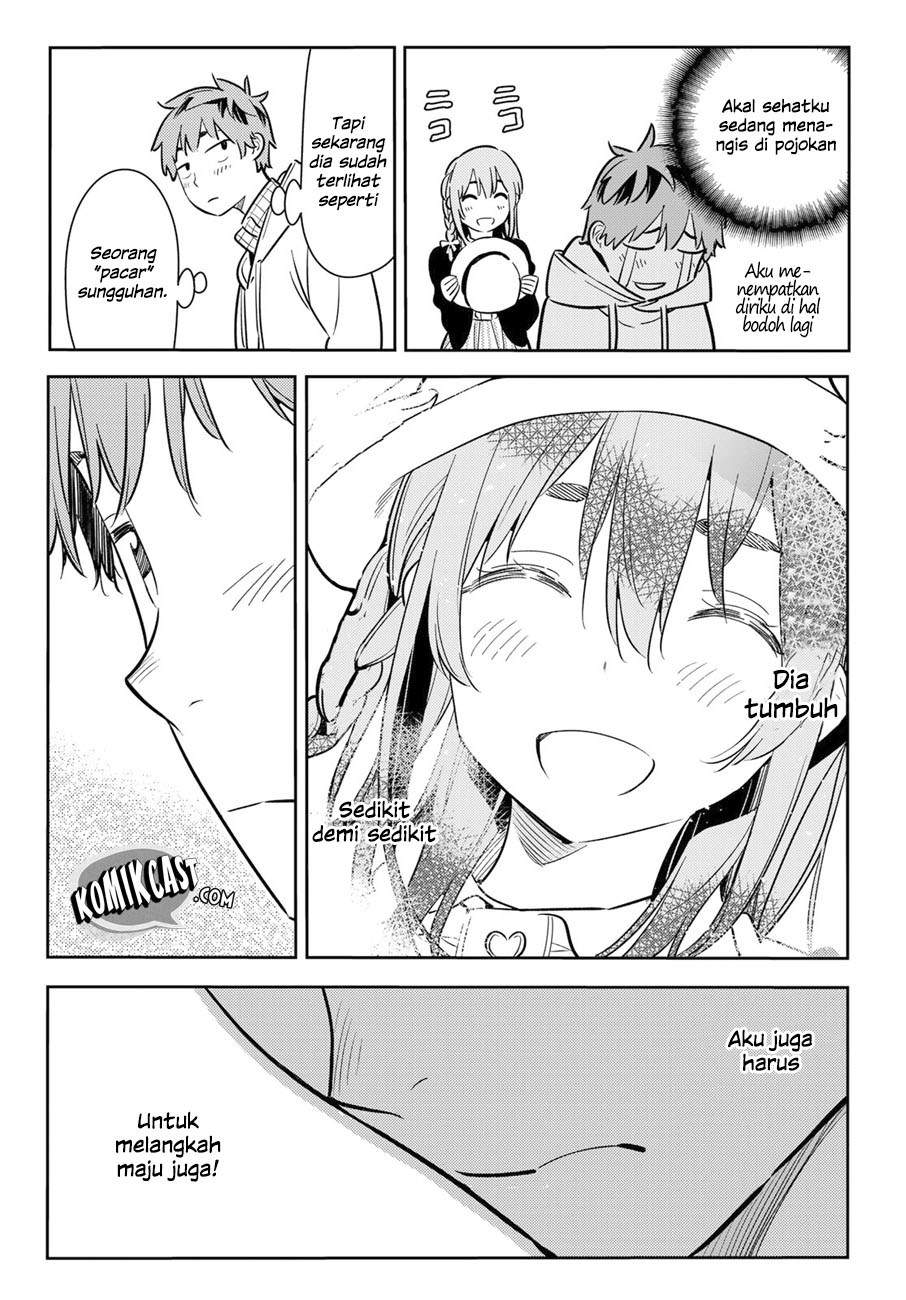 Akal sehatku
sedang mena-
ngis di pojokan
ニコ
ニコ
Aku me-
nempatkan
diriku di hal
bodoh lagi
Tapi
sekarang
dia sudah
terlihat
seperti
Seorang
"pacar"
sungguhan.
Dia
tumbuh
Sedikit
demi sedikit
KOMIKCAST
.COM
Aku juga
harus
Untuk
melangkah
maju juga!